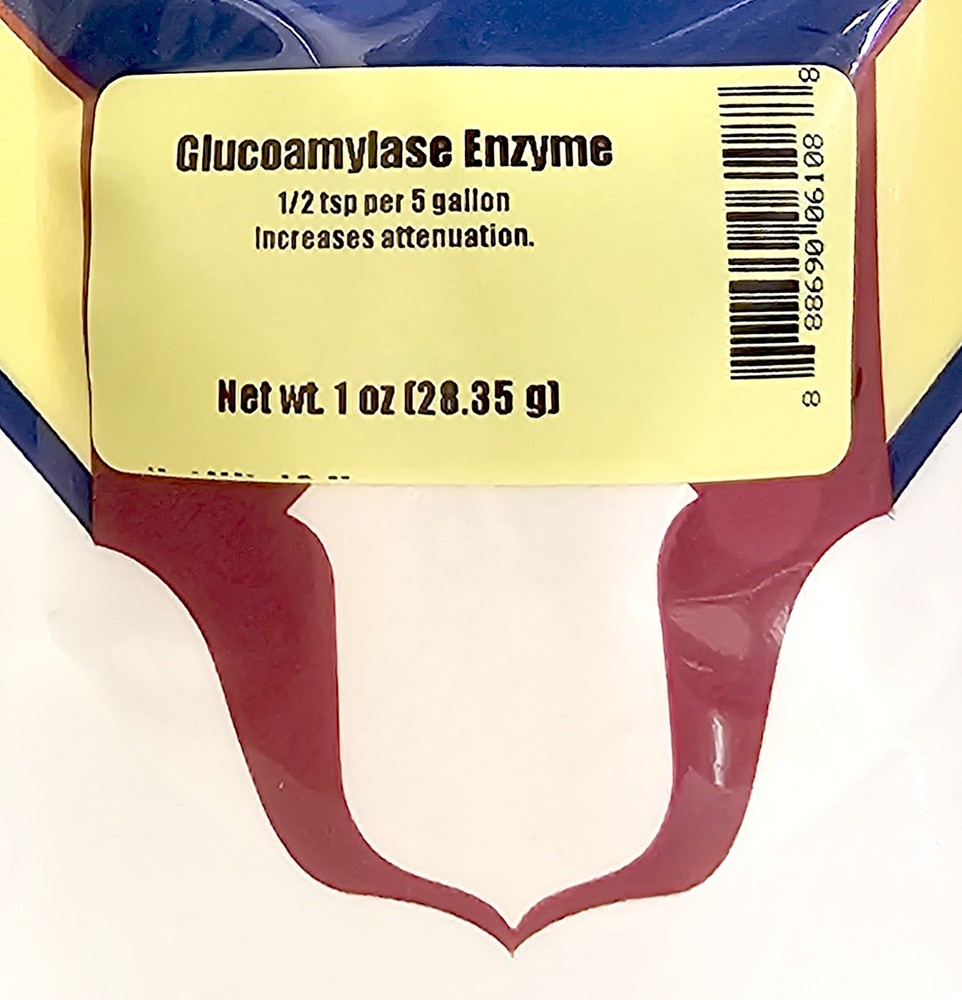 Glucoamylase Enzyme
1/2 tsp per 5 gallon
Increases attenuation.
Net wt. 1 oz (28.35 g)
8 88690 06108 8